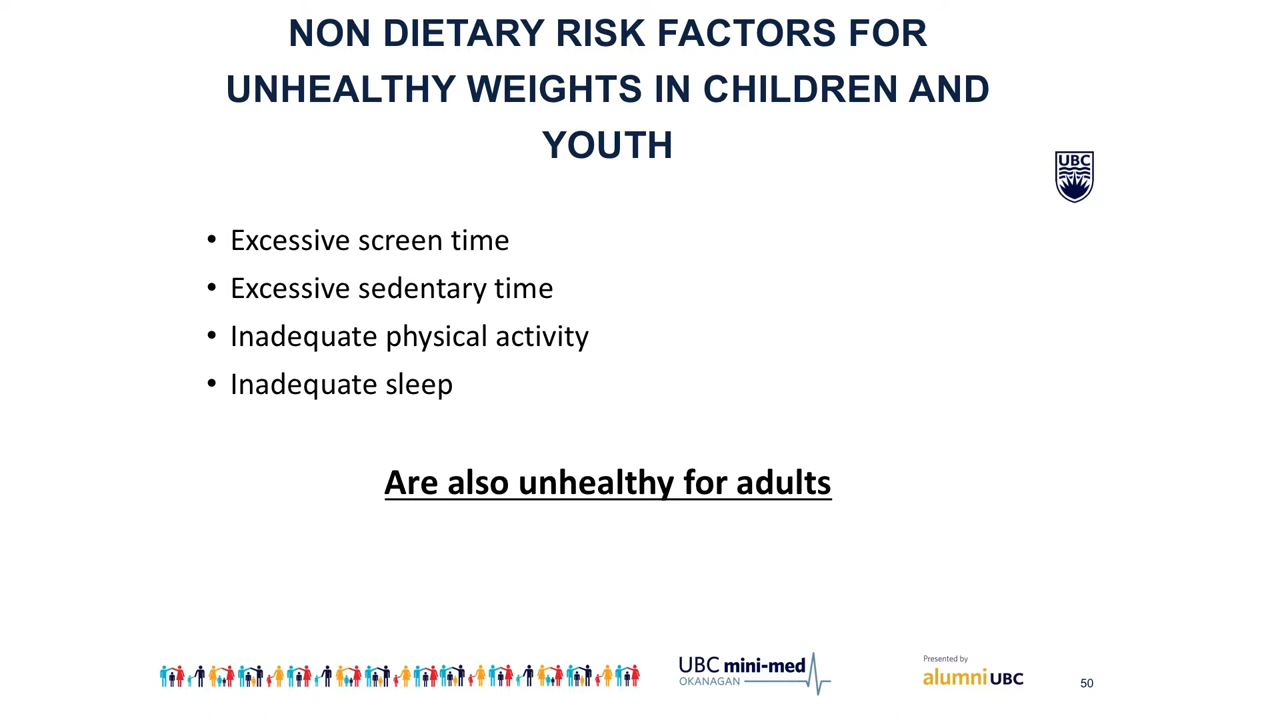 NON DIETARY RISK FACTORS FOR
UNHEALTHY WEIGHTS IN CHILDREN AND
YOUTH
UBC
• Excessive screen time
• Excessive sedentary time
• Inadequate physical activity
• Inadequate sleep
Are also unhealthy for adults
UBC mini-med
OKANAGAN
Presented by
alumni UBC
50